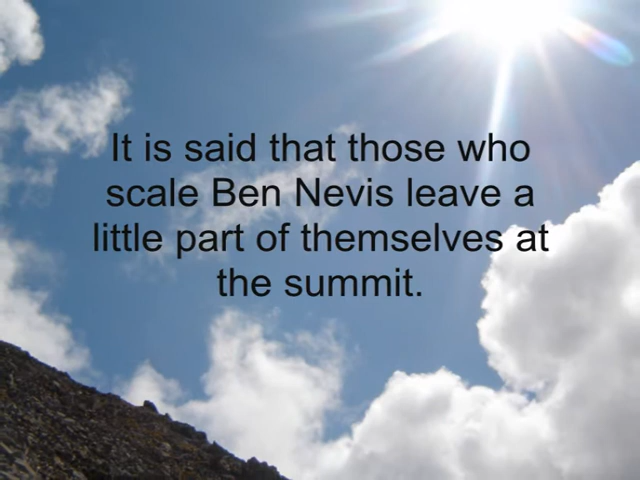 It is said that those who
scale Ben Nevis leave a
little part of themselves at
the summit.